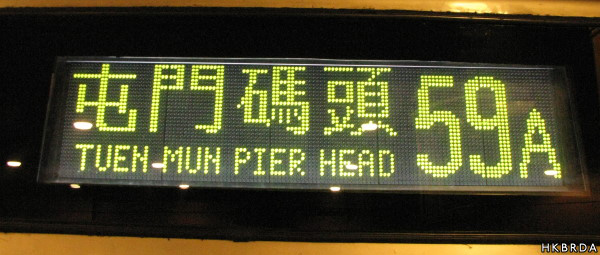 屯門碼頭 59A
TUEN MUN PIER HEAD
HKBRDA